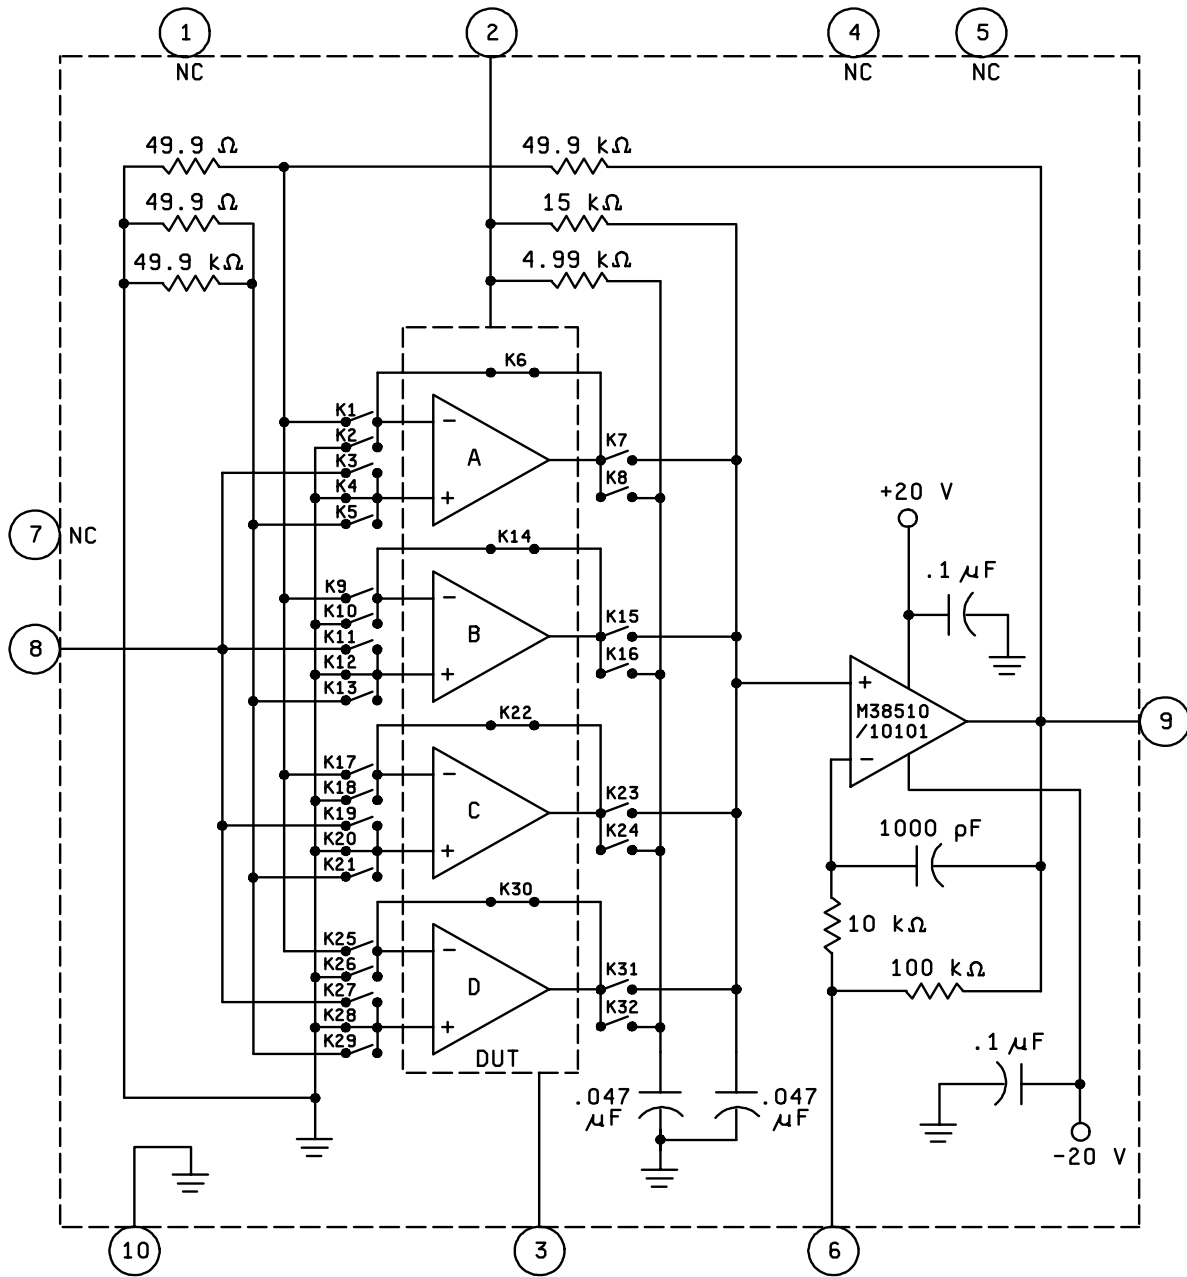 1 2 4 5
NC NC NC
49.9 Ω 49.9 kΩ
49.9 Ω 15 kΩ
49.9 kΩ 4.99 kΩ
K6
K1
K2
K3
K4
K5
−
+
A
K7
K8
+20 V
.1 μF
7 NC
K14
K9
K10
K11
K12
K13
−
+
B
K15
K16
8
+
M38510
/10101
−
9
K22
K17
K18
K19
K20
K21
−
+
C
K23
K24
1000 pF
10 kΩ
100 kΩ
K30
K25
K26
K27
K28
K29
−
+
D
K31
K32
DUT
.047
μF
.047
μF
.1 μF
−20 V
10 3 6